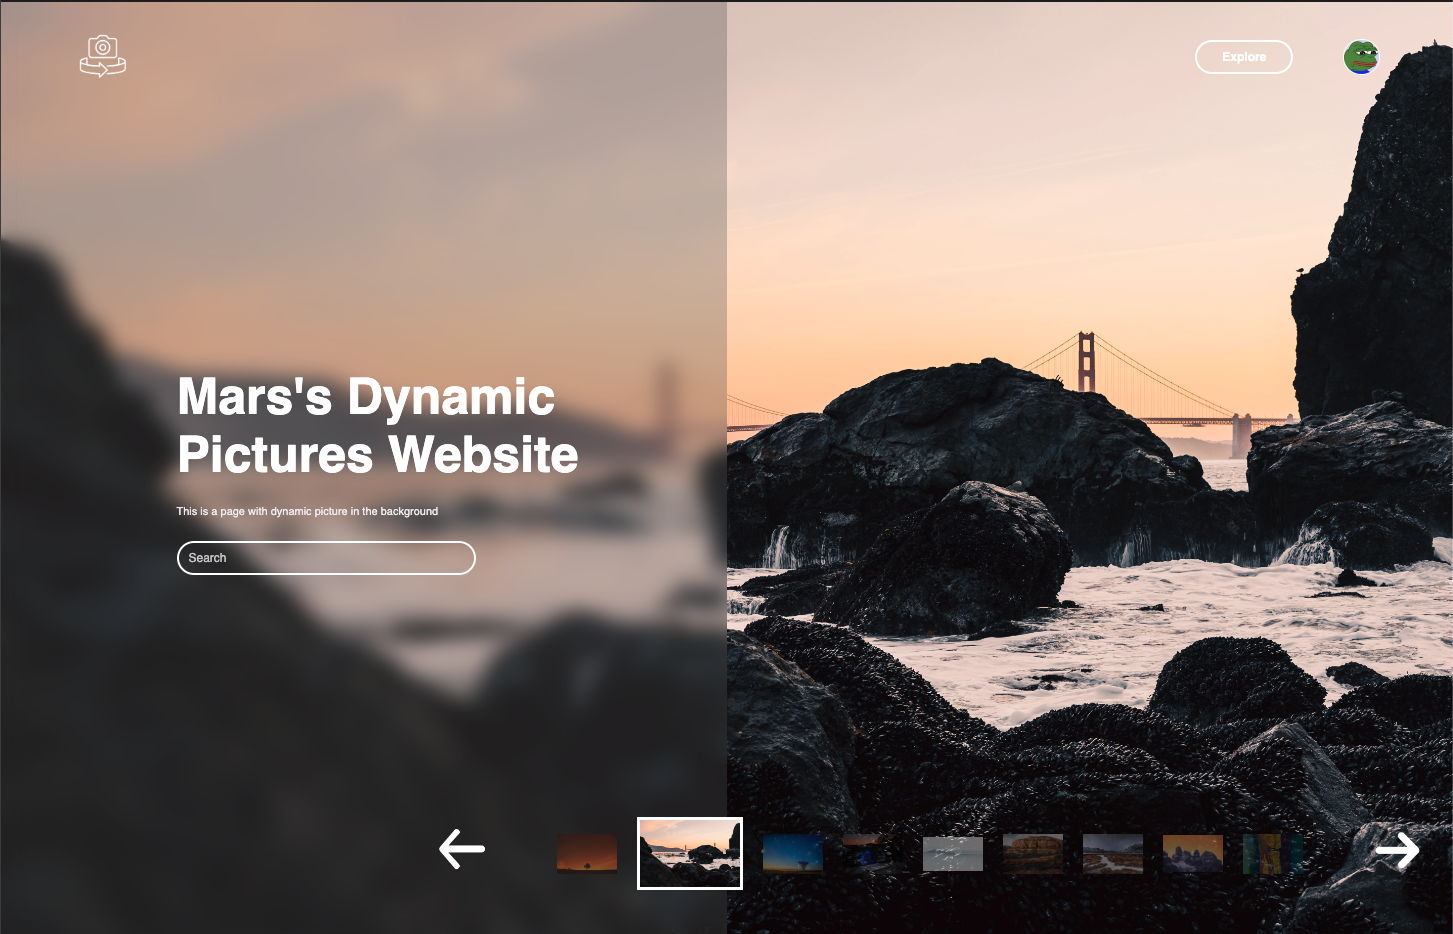 Explore
Mars's Dynamic
Pictures Website
This is a page with dynamic picture in the background
Search